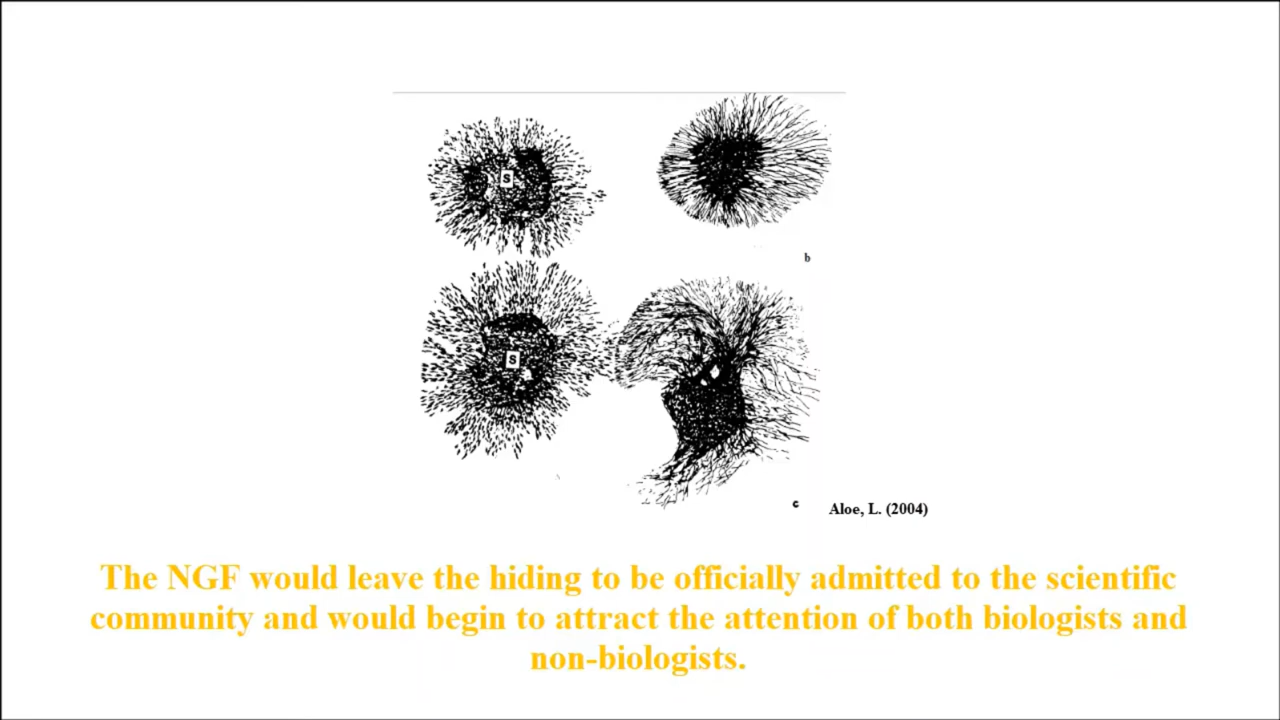 S
b
S
c
Aloe, L. (2004)
The NGF would leave the hiding to be officially admitted to the scientific
community and would begin to attract the attention of both biologists and
non-biologists.